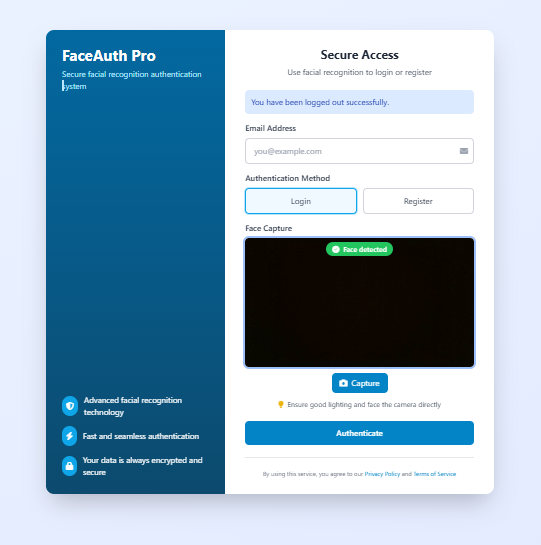 FaceAuth Pro
Secure facial recognition authentication
system
Advanced facial recognition
technology
Fast and seamless authentication
Your data is always encrypted and
secure
Secure Access
Use facial recognition to login or register
You have been logged out successfully.
Email Address
you@example.com
Authentication Method
Login
Register
Face Capture
Face detected
Capture
Ensure good lighting and face the camera directly
Authenticate
By using this service, you agree to our Privacy Policy and Terms of Service